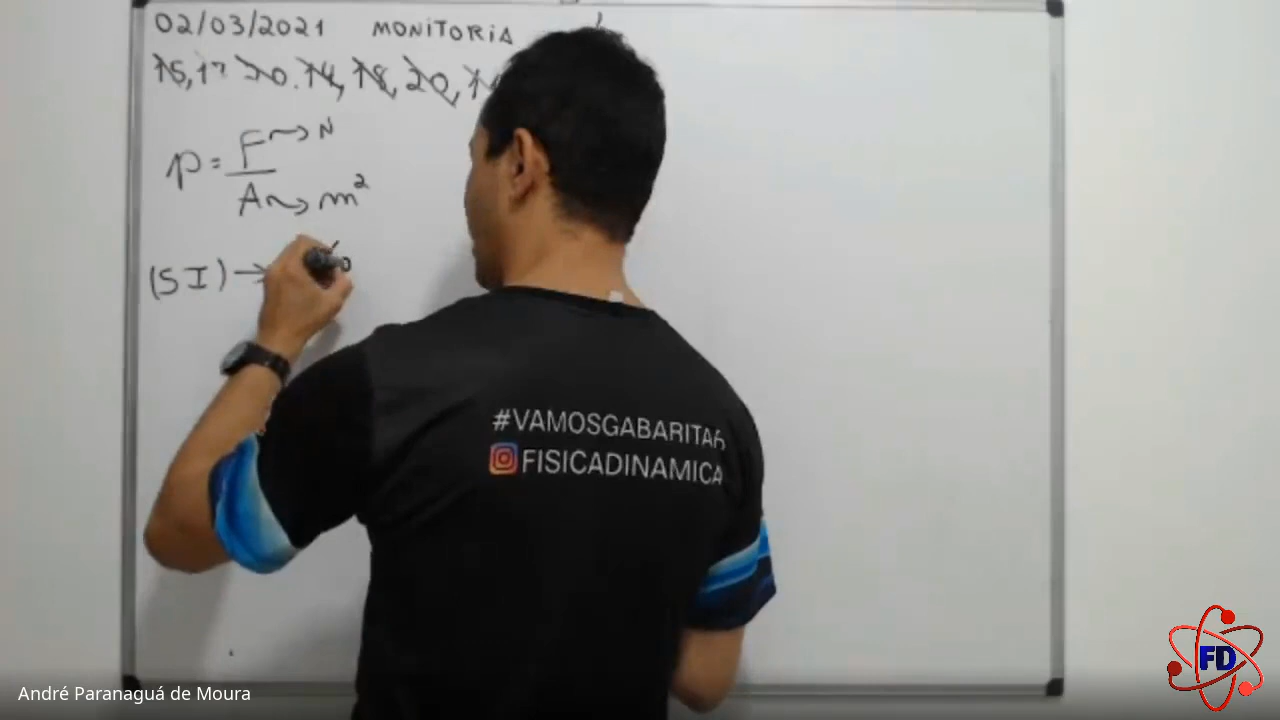 02/03/2021 MONITORIA
15, 17 20. 14, 18, 20,
p = F → N
A → m²
(SI) →
#VAMOSGABARITAR
FISICADINAMICA
André Paranaguá de Moura
FD